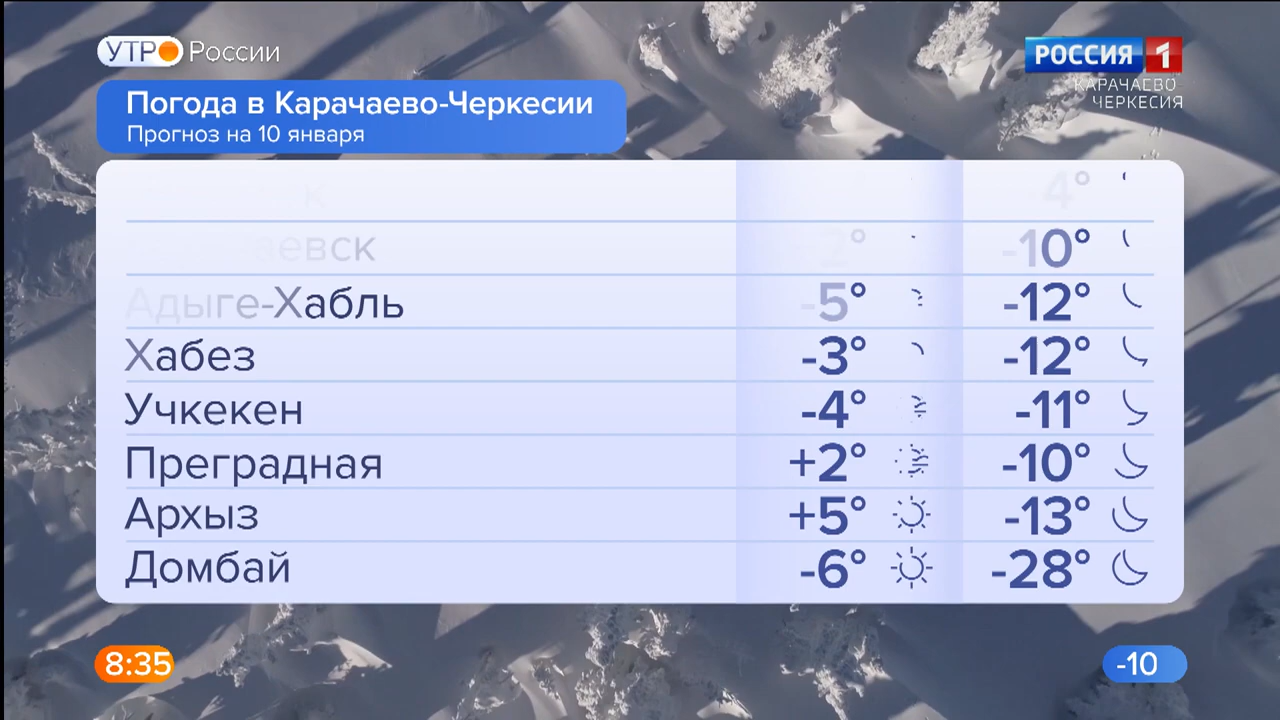 УТРО России
РОССИЯ 1
КАРАЧАЕВО-
ЧЕРКЕСИЯ
Погода в Карачаево-Черкесии
Прогноз на 10 января
4°
2° -10°
Адыге-Хабль -5° -12°
Хабез -3° -12°
Учкекен -4° -11°
Преградная +2° -10°
Архыз +5° -13°
Домбай -6° -28°
8:35
-10